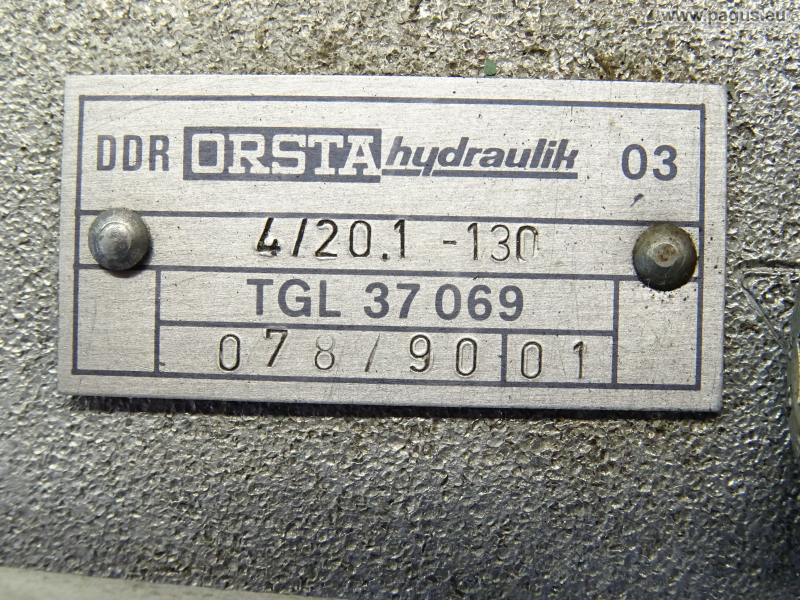 www.pagus.eu
DDR ORSTA hydraulik 03
4/20.1 -130
TGL 37 069
078/90 01